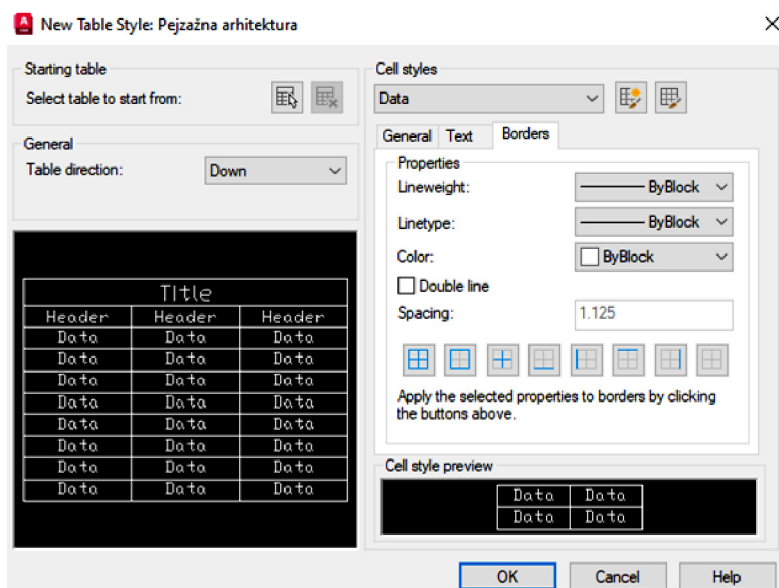 New Table Style: Pejzažna arhitektura
Starting table
Select table to start from:
General
Table direction:
Down
Title
Header Header Header
Data Data Data
Data Data Data
Data Data Data
Data Data Data
Data Data Data
Data Data Data
Data Data Data
Data Data Data
Cell styles
Data
General Text Borders
Properties
Lineweight: ByBlock
Linetype: ByBlock
Color: ByBlock
Double line
Spacing: 1.125
Apply the selected properties to borders by clicking
the buttons above.
Cell style preview
Data Data
Data Data
OK Cancel Help